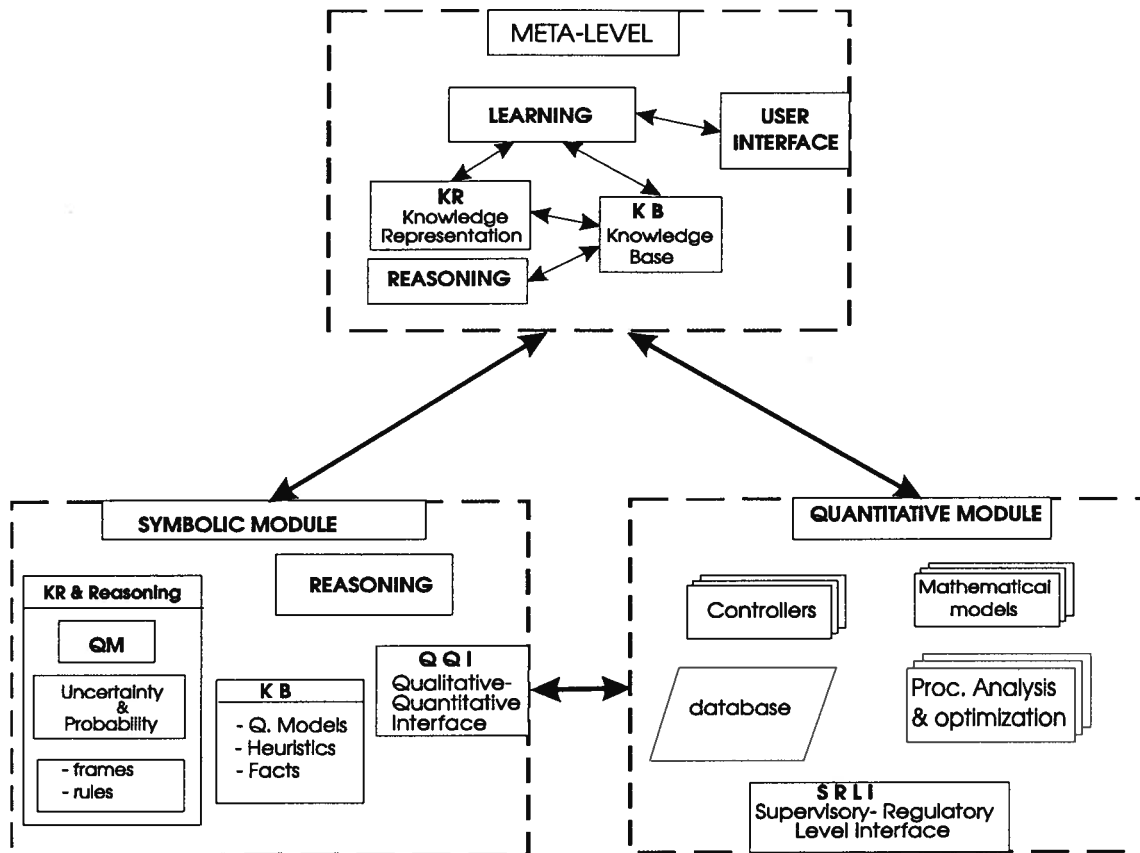 META-LEVEL
LEARNING
USER
INTERFACE
KR
Knowledge
Representation
K B
Knowledge
Base
REASONING
SYMBOLIC MODULE
REASONING
KR & Reasoning
QM
Uncertainty
&
Probability
- frames
- rules
K B
- Q. Models
- Heuristics
- Facts
Q Q I
Qualitative-
Quantitative
Interface
QUANTITATIVE MODULE
Controllers
Mathematical
models
database
Proc. Analysis
& optimization
S R L I
Supervisory- Regulatory
Level Interface